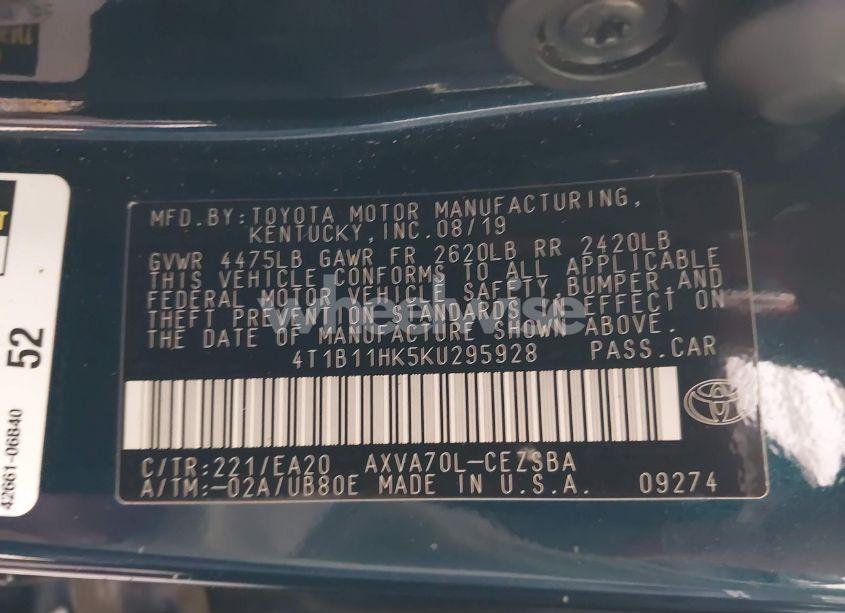 MFD.BY:TOYOTA MOTOR MANUFACTURING,
KENTUCKY,INC.08/19
GVWR 4475LB GAWR FR 2620LB RR 2420LB
THIS VEHICLE CONFORMS TO ALL APPLICABLE
FEDERAL MOTOR VEHICLE SAFETY,BUMPER,AND
THEFT PREVENTION STANDARDS IN EFFECT ON
THE DATE OF MANUFACTURE SHOWN ABOVE.
wheelwise
4T1B11HK5KU295928 PASS.CAR
C/TR:221/EA20 AXVA70L-CEZSBA
A/TM:-02A/UB80E MADE IN U.S.A. 09274
52
42661-06840